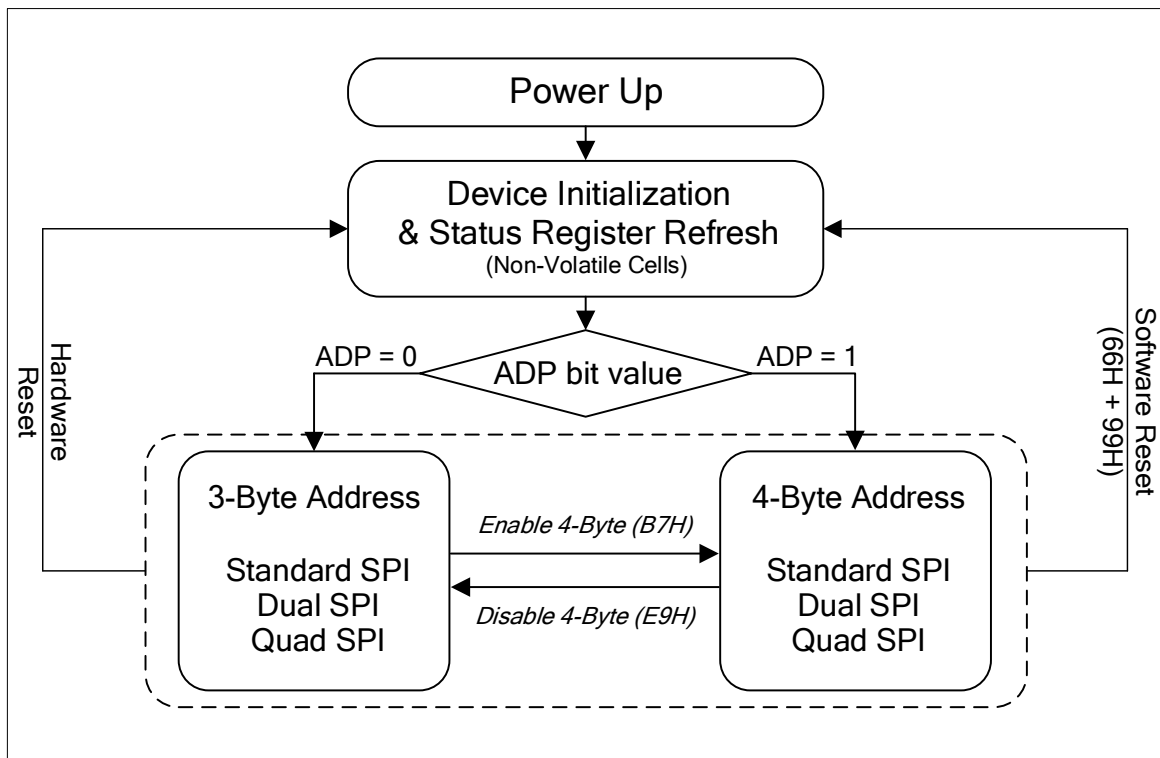 Power Up
Device Initialization
& Status Register Refresh
(Non-Volatile Cells)
ADP = 0
ADP bit value
ADP = 1
Hardware
Reset
Software Reset
(66H + 99H)
3-Byte Address
Standard SPI
Dual SPI
Quad SPI
Enable 4-Byte (B7H)
Disable 4-Byte (E9H)
4-Byte Address
Standard SPI
Dual SPI
Quad SPI